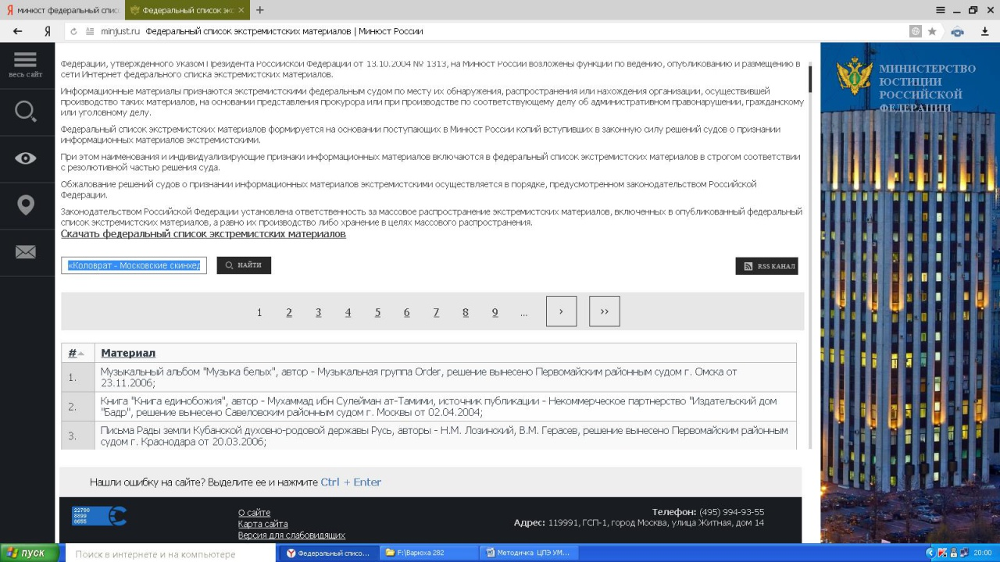 минюст федеральный спис
Федеральный список экс
minjust.ru Федеральный список экстремистских материалов | Минюст России
весь сайт
Федерации, утвержденного Указом Президента Российской Федерации от 13.10.2004 № 1313, на Минюст России возложены функции по ведению, опубликованию и размещению в
сети Интернет федерального списка экстремистских материалов.
Информационные материалы признаются экстремистскими федеральным судом по месту их обнаружения, распространения или нахождения организации, осуществившей
производство таких материалов, на основании представления прокурора или при производстве по соответствующему делу об административном правонарушении, гражданскому
или уголовному делу.
Федеральный список экстремистских материалов формируется на основании поступающих в Минюст России копий вступивших в законную силу решений судов о признании
информационных материалов экстремистскими.
При этом наименования и индивидуализирующие признаки информационных материалов включаются в федеральный список экстремистских материалов в строгом соответствии
с резолютивной частью решения суда.
Обжалование решений судов о признании информационных материалов экстремистскими осуществляется в порядке, предусмотренном законодательством Российской
Федерации.
Законодательством Российской Федерации установлена ответственность за массовое распространение экстремистских материалов, включенных в опубликованный федеральный
список экстремистских материалов, а равно их производство либо хранение в целях массового распространения.
Скачать федеральный список экстремистских материалов
«Коловрат - Московские скинхед
НАЙТИ
RSS КАНАЛ
1 2 3 4 5 6 7 8 9 ... > >>
# Материал
1. Музыкальный альбом "Музыка белых", автор - Музыкальная группа Order, решение вынесено Первомайским районным судом г. Омска от
23.11.2006;
2. Книга "Книга единобожия", автор - Мухаммад ибн Сулейман ат-Тамими, источник публикации - Некоммерческое партнерство "Издательский дом
"Бадр", решение вынесено Савеловским районным судом г. Москвы от 02.04.2004;
3. Письма Рады земли Кубанской духовно-родовой державы Русь, авторы - Н.М. Лозинский, В.М. Герасев, решение вынесено Первомайским районным
судом г. Краснодара от 20.03.2006;
Нашли ошибку на сайте? Выделите ее и нажмите Ctrl + Enter
22780
8899
8655
О сайте
Карта сайта
Версия для слабовидящих
Телефон: (495) 994-93-55
Адрес: 119991, ГСП-1, город Москва, улица Житная, дом 14
МИНИСТЕРСТВО
ЮСТИЦИИ
РОССИЙСКОЙ
ФЕДЕРАЦИИ
пуск
Поиск в интернете и на компьютере
Федеральный списо...
F:\Варюха 282
Методичка ЦПЭ УМ...
20:00